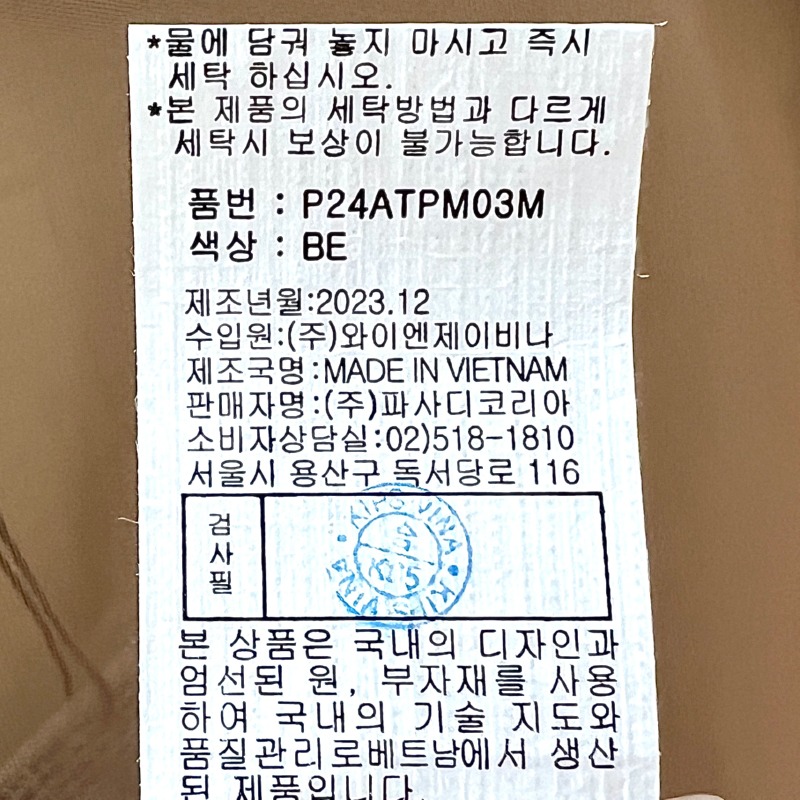 *물에 담궈 놓지 마시고 즉시
세탁 하십시오.
*본 제품의 세탁방법과 다르게
세탁시 보상이 불가능합니다.
품번 : P24ATPM03M
색상 : BE
제조년월:2023.12
수입원:(주)와이엔제이비나
제조국명:MADE IN VIETNAM
판매자명:(주)파사디코리아
소비자상담실:02)518-1810
서울시 용산구 독서당로 116
검사필
KIHS VINA
KIHS VINA
본 상품은 국내의 디자인과
엄선된 원, 부자재를 사용
하여 국내의 기술 지도와
품질관리로베트남에서 생산
된 제품입니다.